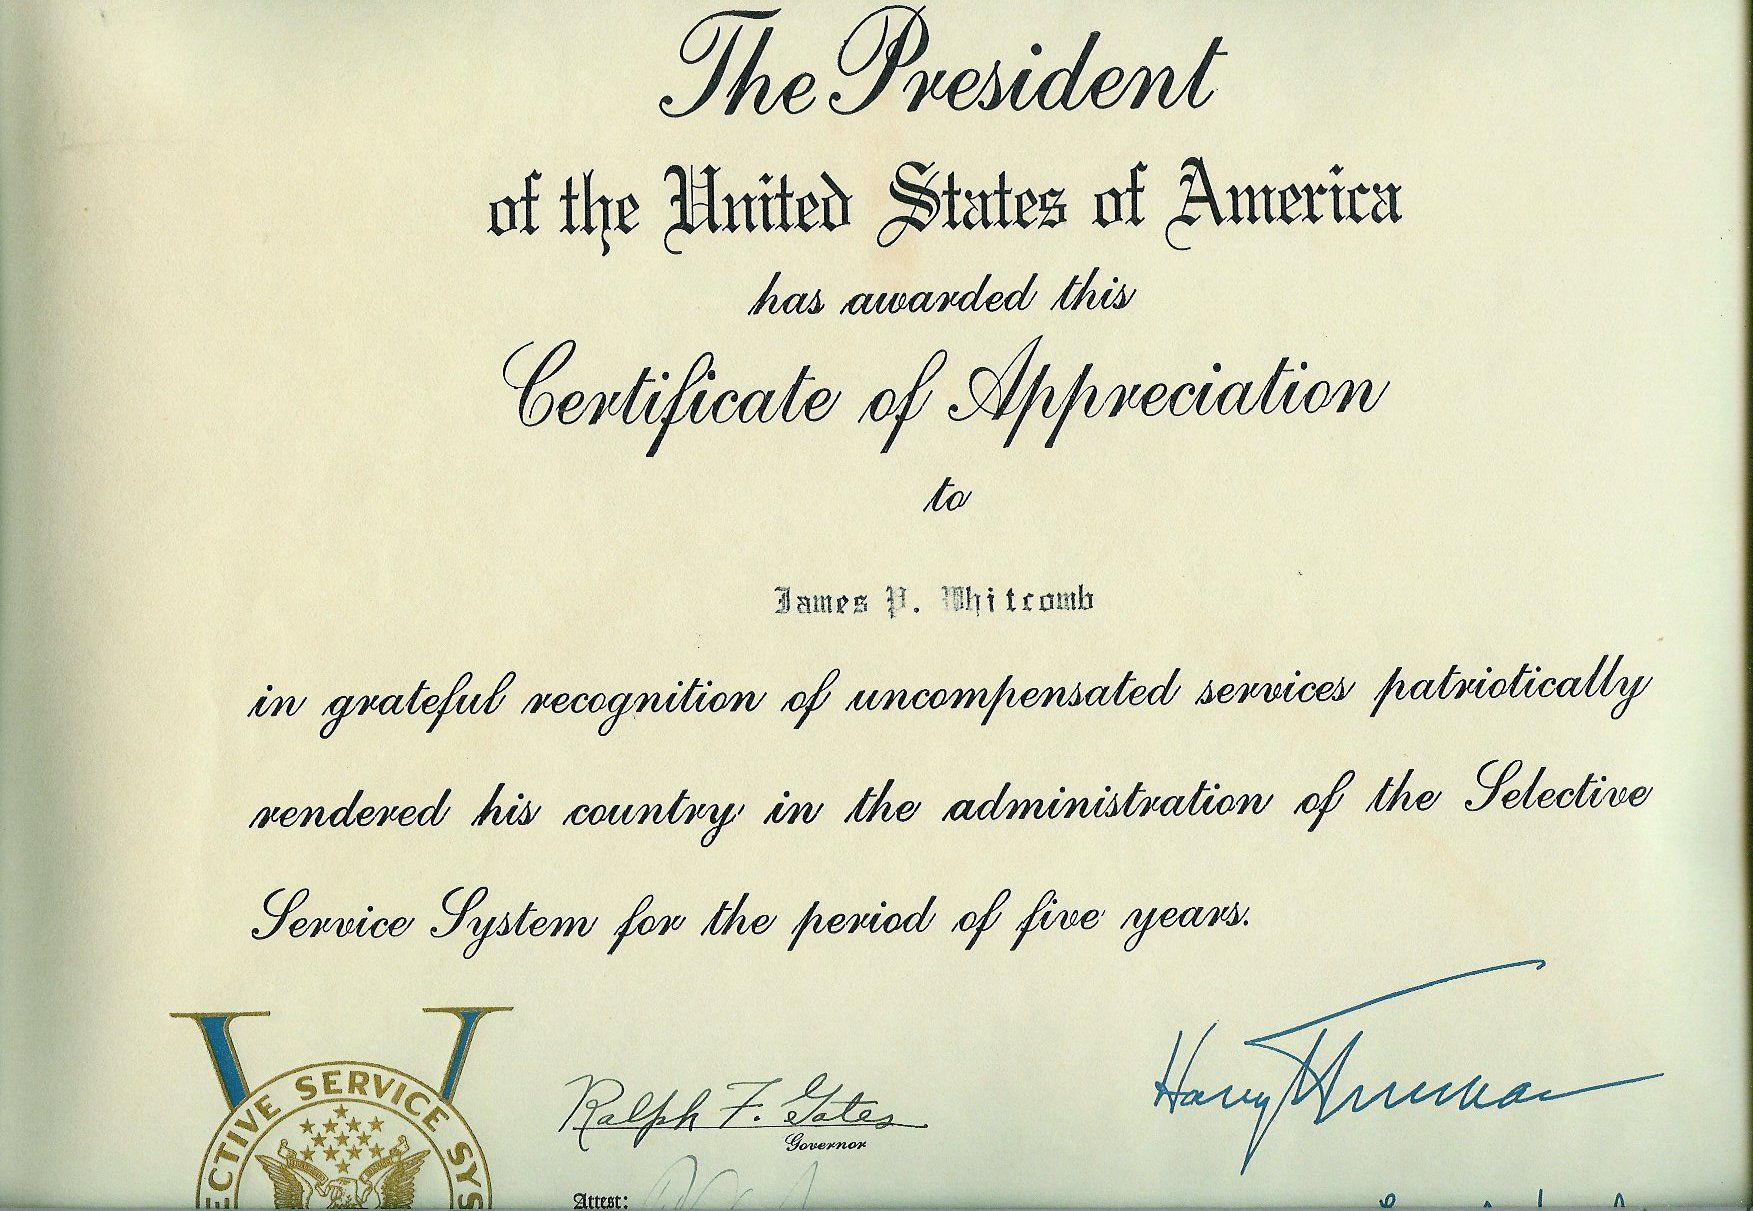 The President
of the United States of America
has awarded this
Certificate of Appreciation
to
James P. Whitcomb
in grateful recognition of uncompensated services patriotically
rendered his country in the administration of the Selective
Service System for the period of five years.
Harry Truman
SERVICE
Ralph F. Gates
Governor
Attest: